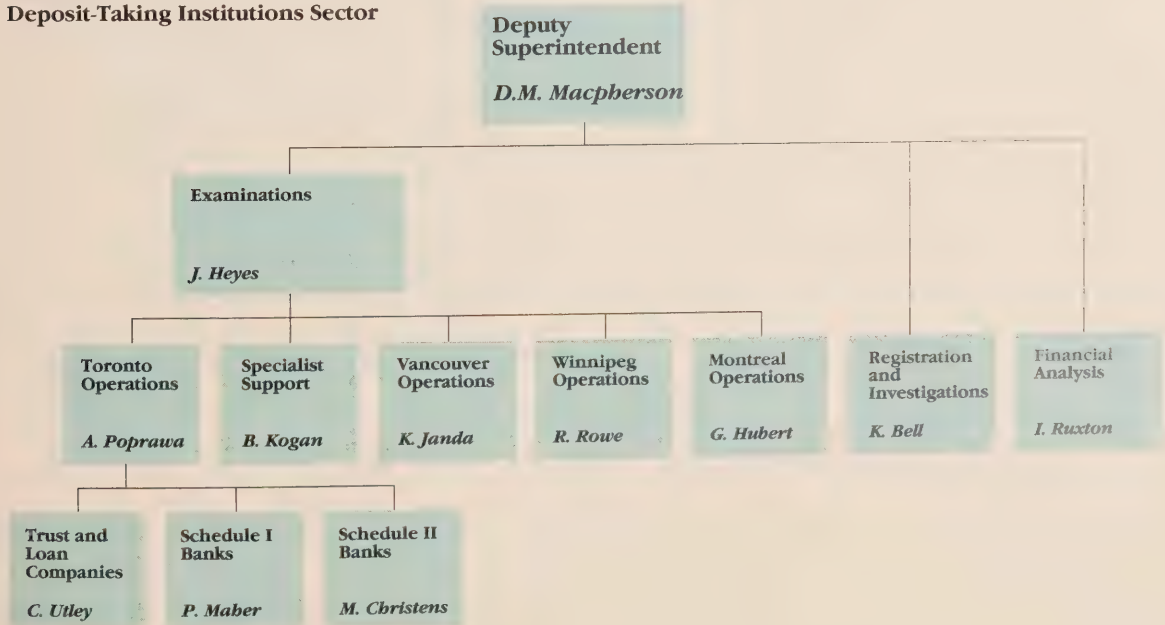 Deposit-Taking Institutions Sector
Deputy
Superintendent
D.M. Macpherson
Examinations
J. Heyes
Toronto
Operations
A. Poprawa
Specialist
Support
B. Kogan
Vancouver
Operations
K. Janda
Winnipeg
Operations
R. Rowe
Montreal
Operations
G. Hubert
Registration
and
Investigations
K. Bell
Financial
Analysis
I. Ruxton
Trust and
Loan
Companies
C. Utley
Schedule I
Banks
P. Maher
Schedule II
Banks
M. Christens